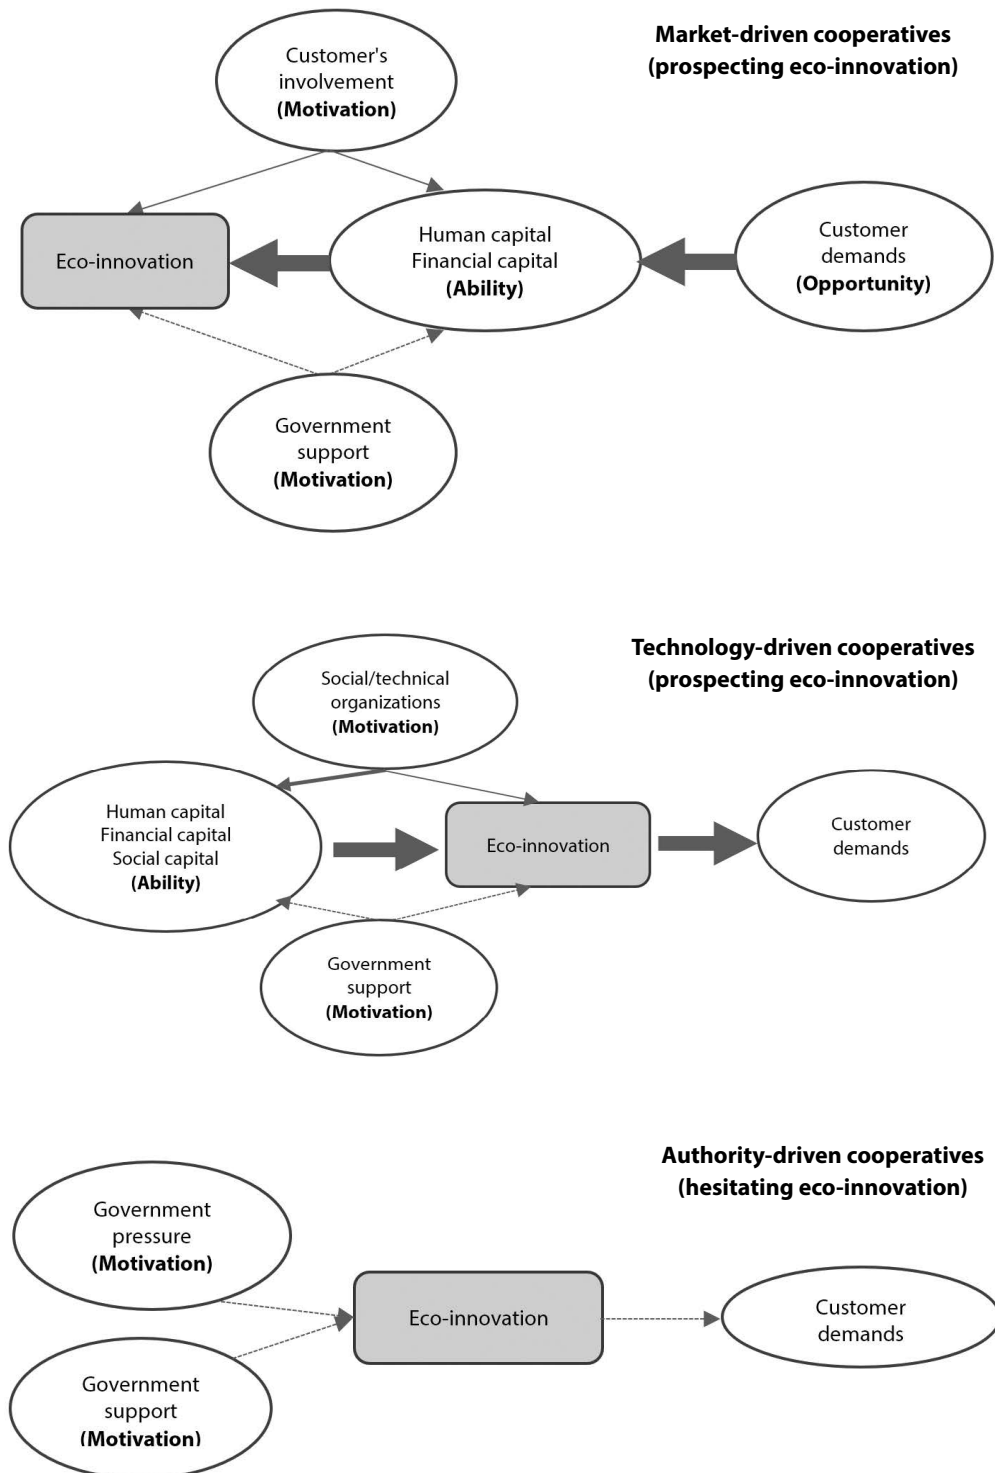 Market-driven cooperatives
(prospecting eco-innovation)
Customer's
involvement
(Motivation)
Eco-innovation
Human capital
Financial capital
(Ability)
Customer
demands
(Opportunity)
Government
support
(Motivation)
Technology-driven cooperatives
(prospecting eco-innovation)
Social/technical
organizations
(Motivation)
Human capital
Financial capital
Social capital
(Ability)
Eco-innovation
Customer
demands
Government
support
(Motivation)
Authority-driven cooperatives
(hesitating eco-innovation)
Government
pressure
(Motivation)
Eco-innovation
Customer
demands
Government
support
(Motivation)